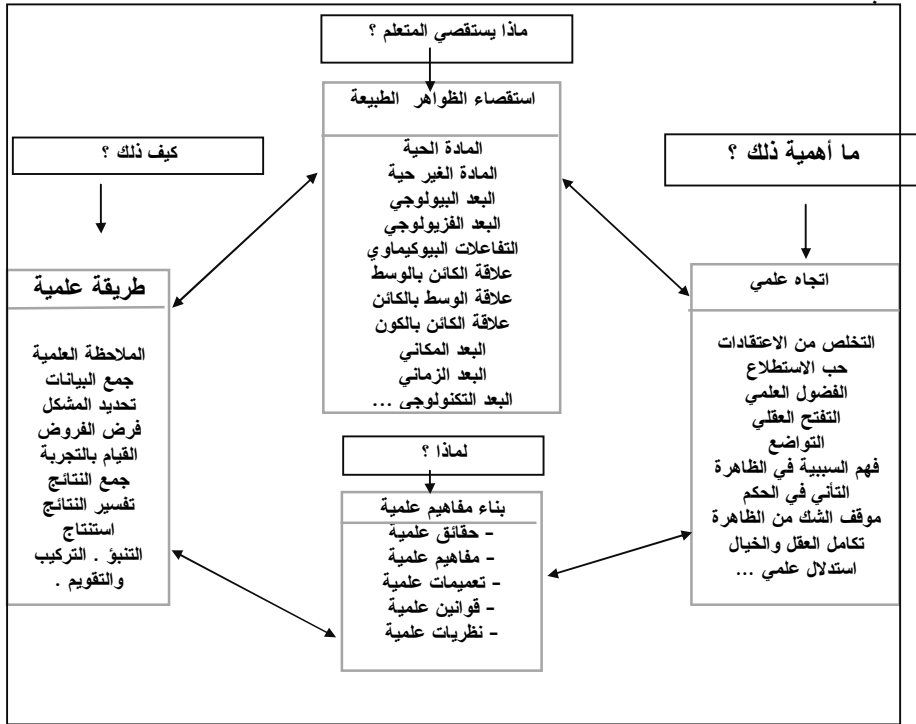 ماذا يستقصي المتعلم ؟
استقصاء الظواهر الطبيعة
المادة الحية
المادة الغير حية
البعد البيولوجي
البعد الفزيولوجي
التفاعلات البيوكيماوي
علاقة الكائن بالوسط
علاقة الوسط بالكائن
علاقة الكائن بالكون
البعد المكاني
البعد الزماني
البعد التكنولوجي ...
ما أهمية ذلك ؟
اتجاه علمي
التخلص من الاعتقادات
حب الاستطلاع
الفضول العلمي
التفتح العقلي
التواضع
فهم السببية في الظاهرة
التأني في الحكم
موقف الشك من الظاهرة
تكامل العقل والخيال
استدلال علمي ...
كيف ذلك ؟
طريقة علمية
الملاحظة العلمية
جمع البيانات
تحديد المشكل
فرض الفروض
القيام بالتجربة
جمع النتائج
تفسير النتائج
استنتاج
التنبؤ . التركيب
والتقويم .
لماذا ؟
بناء مفاهيم علمية
- حقائق علمية
- مفاهيم علمية
- تعميمات علمية
- قوانين علمية
- نظريات علمية